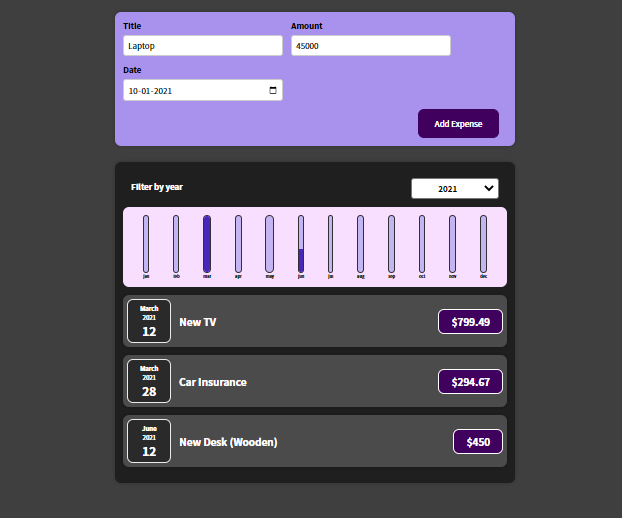 Title
Amount
Laptop
45000
Date
10-01-2021
Add Expense
Filter by year
2021
jan feb mar apr may jun jul aug sep oct nov dec
March
2021
12
New TV
$799.49
March
2021
28
Car Insurance
$294.67
June
2021
12
New Desk (Wooden)
$450